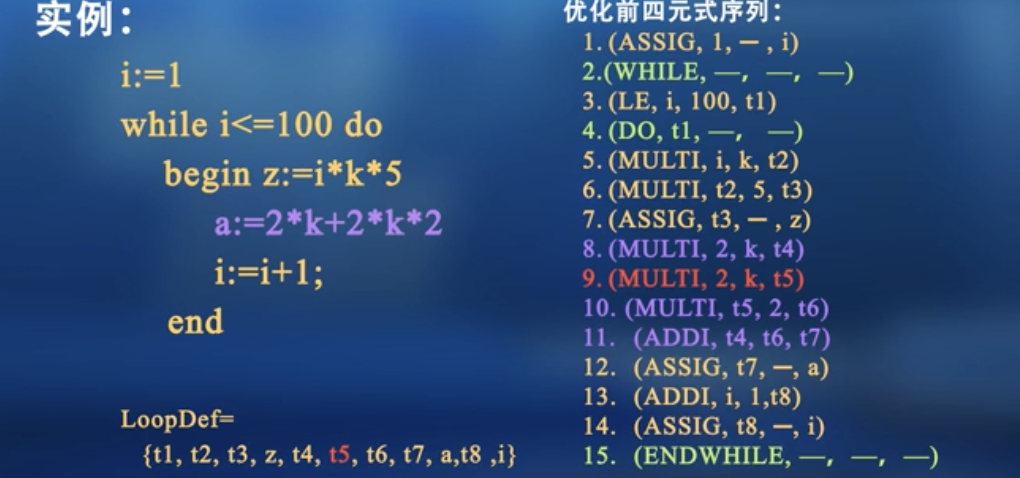 实例：
i:=1
while i<=100 do
begin z:=i*k*5
a:=2*k+2*k*2
i:=i+1;
end
LoopDef=
{t1, t2, t3, z, t4, t5, t6, t7, a,t8 ,i}
优化前四元式序列：
1. (ASSIG, 1, — , i)
2.(WHILE, —, —, —)
3. (LE, i, 100, t1)
4. (DO, t1, —, —)
5. (MULTI, i, k, t2)
6. (MULTI, t2, 5, t3)
7. (ASSIG, t3, — , z)
8. (MULTI, 2, k, t4)
9. (MULTI, 2, k, t5)
10. (MULTI, t5, 2, t6)
11. (ADDI, t4, t6, t7)
12. (ASSIG, t7, —, a)
13. (ADDI, i, 1,t8)
14. (ASSIG, t8, —, i)
15. (ENDWHILE, —, —, —)